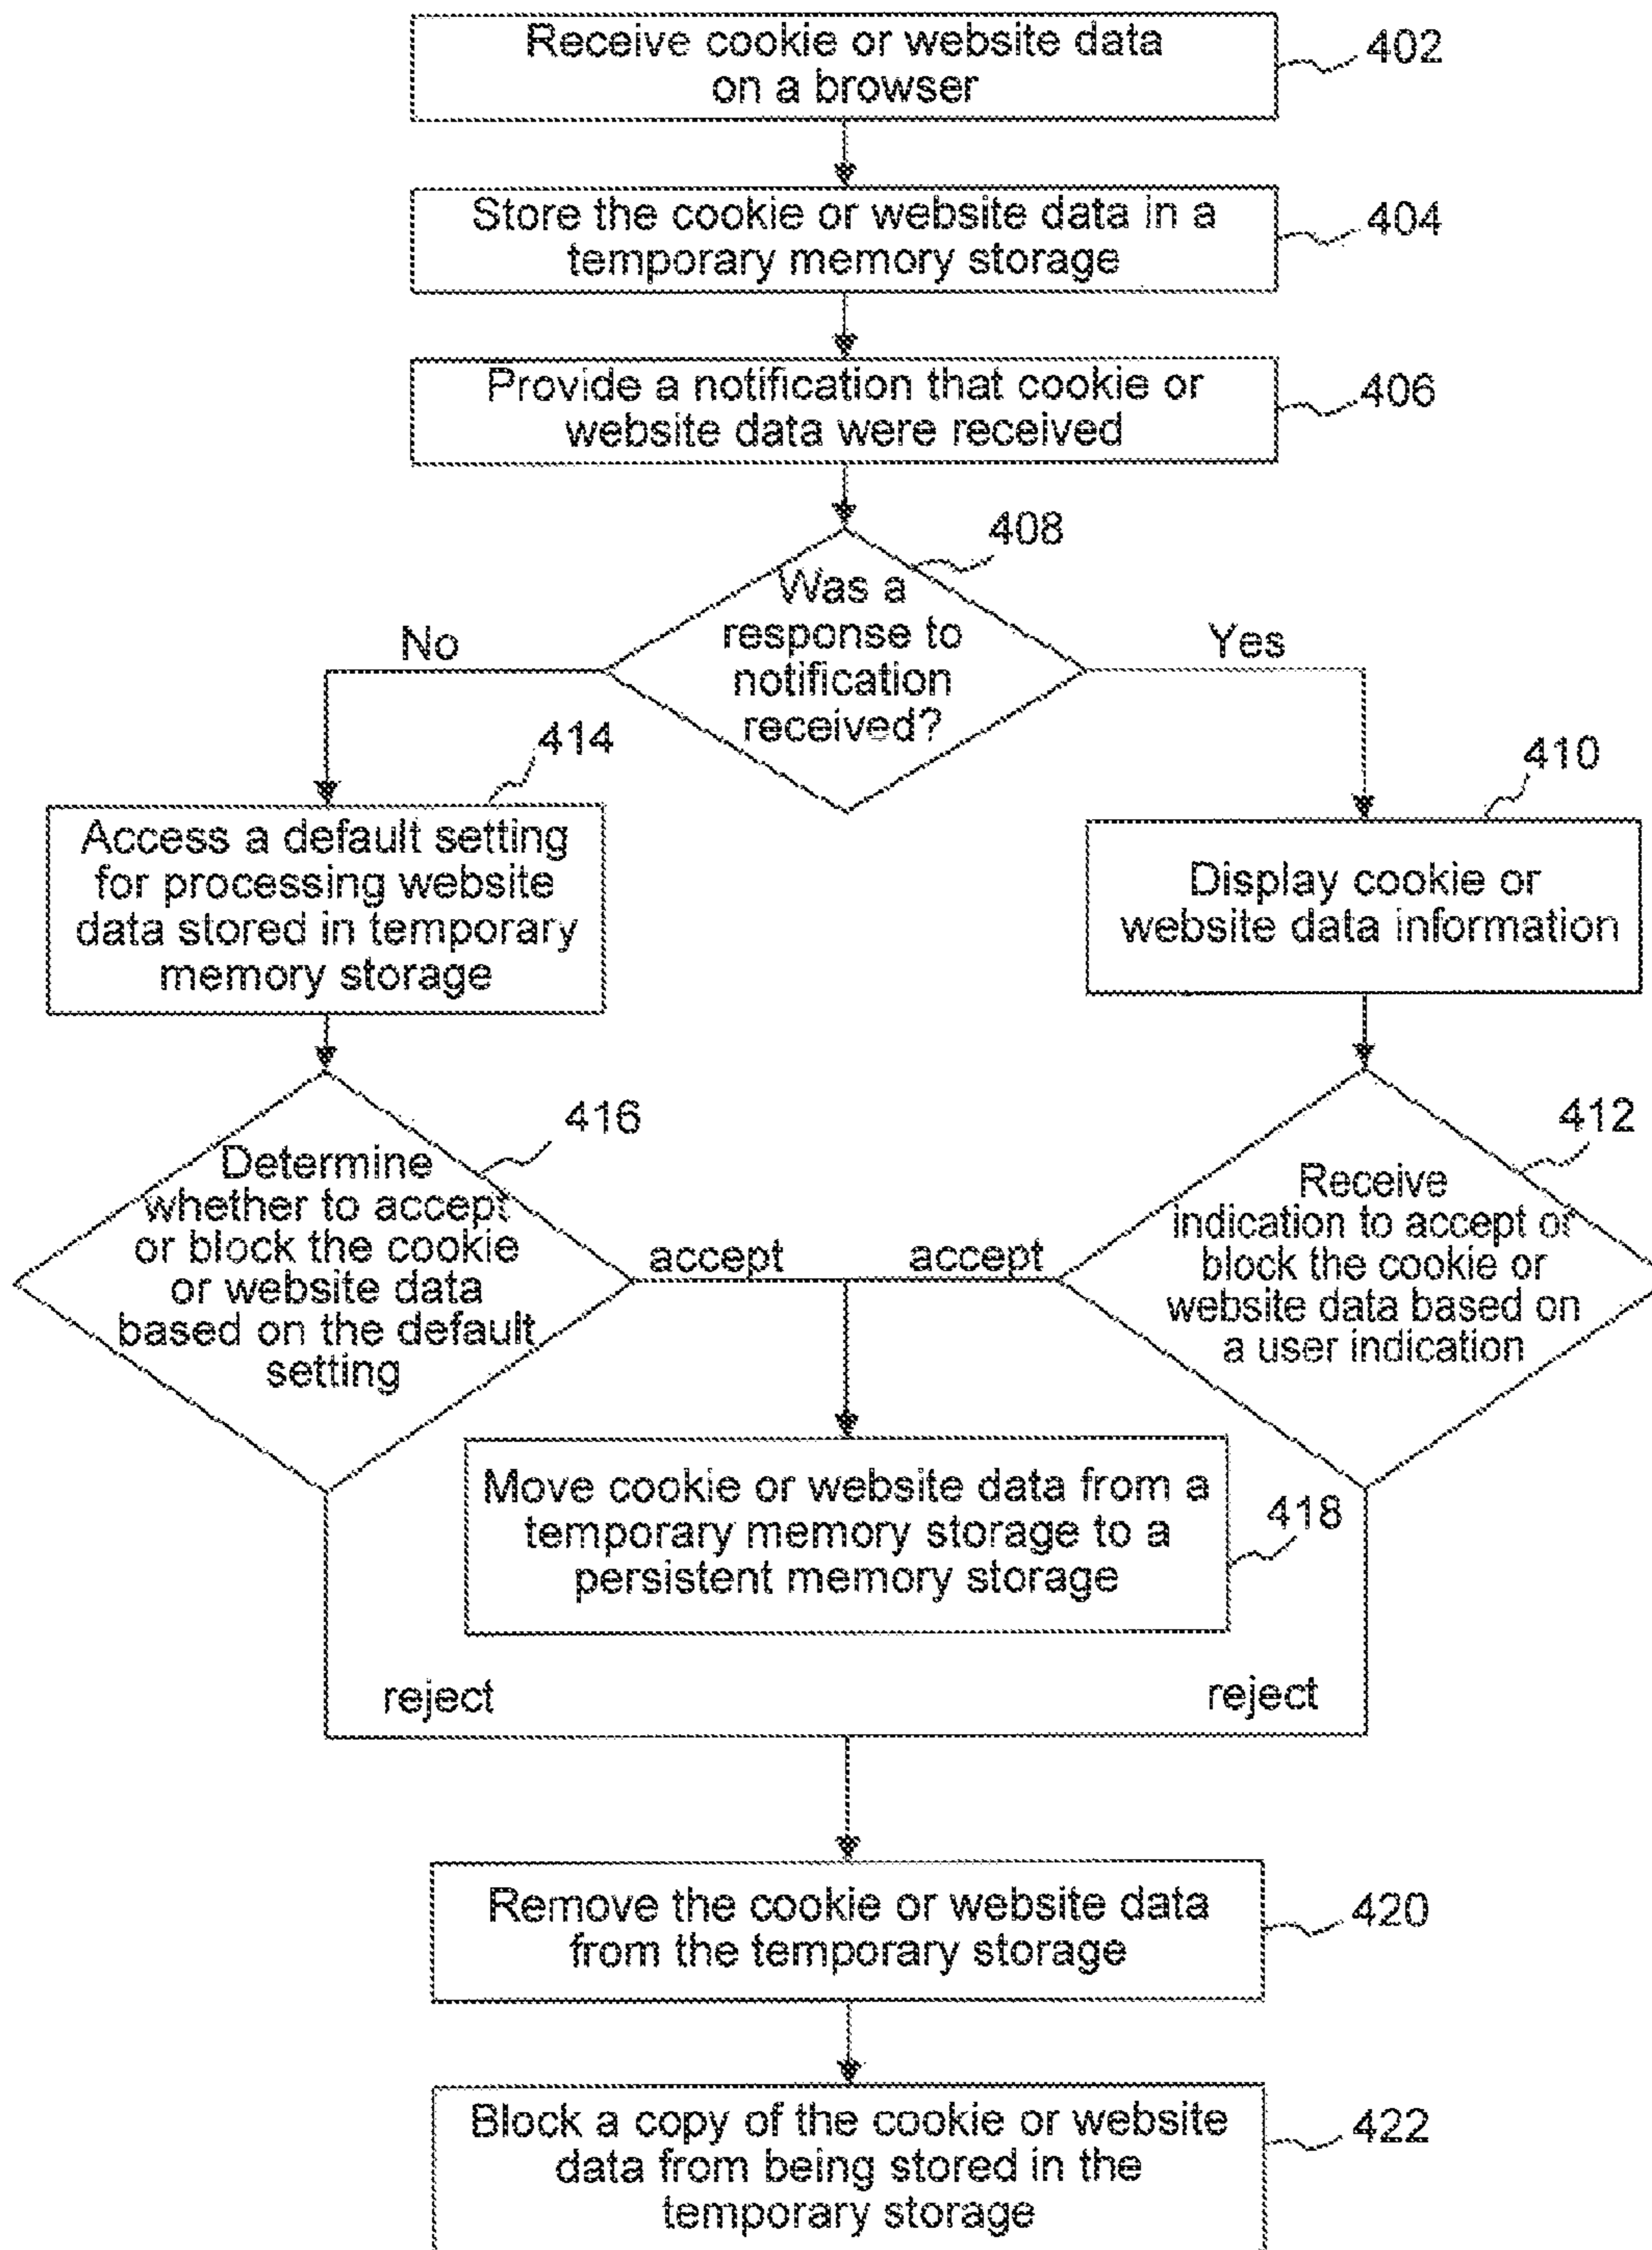 Receive cookie or website data
on a browser
402
Store the cookie or website data in a
temporary memory storage
404
Provide a notification that cookie or
website data were received
406
408
Was a
response to
notification
received?
No
Yes
414
Access a default setting
for processing website
data stored in temporary
memory storage
410
Display cookie or
website data information
416
Determine
whether to accept
or block the cookie
or website data
based on the default
setting
accept
accept
412
Receive
indication to accept or
block the cookie or
website data based on
a user indication
Move cookie or website data from a
temporary memory storage to a
persistent memory storage
418
reject
reject
Remove the cookie or website data
from the temporary storage
420
Block a copy of the cookie or website
data from being stored in the
temporary storage
422